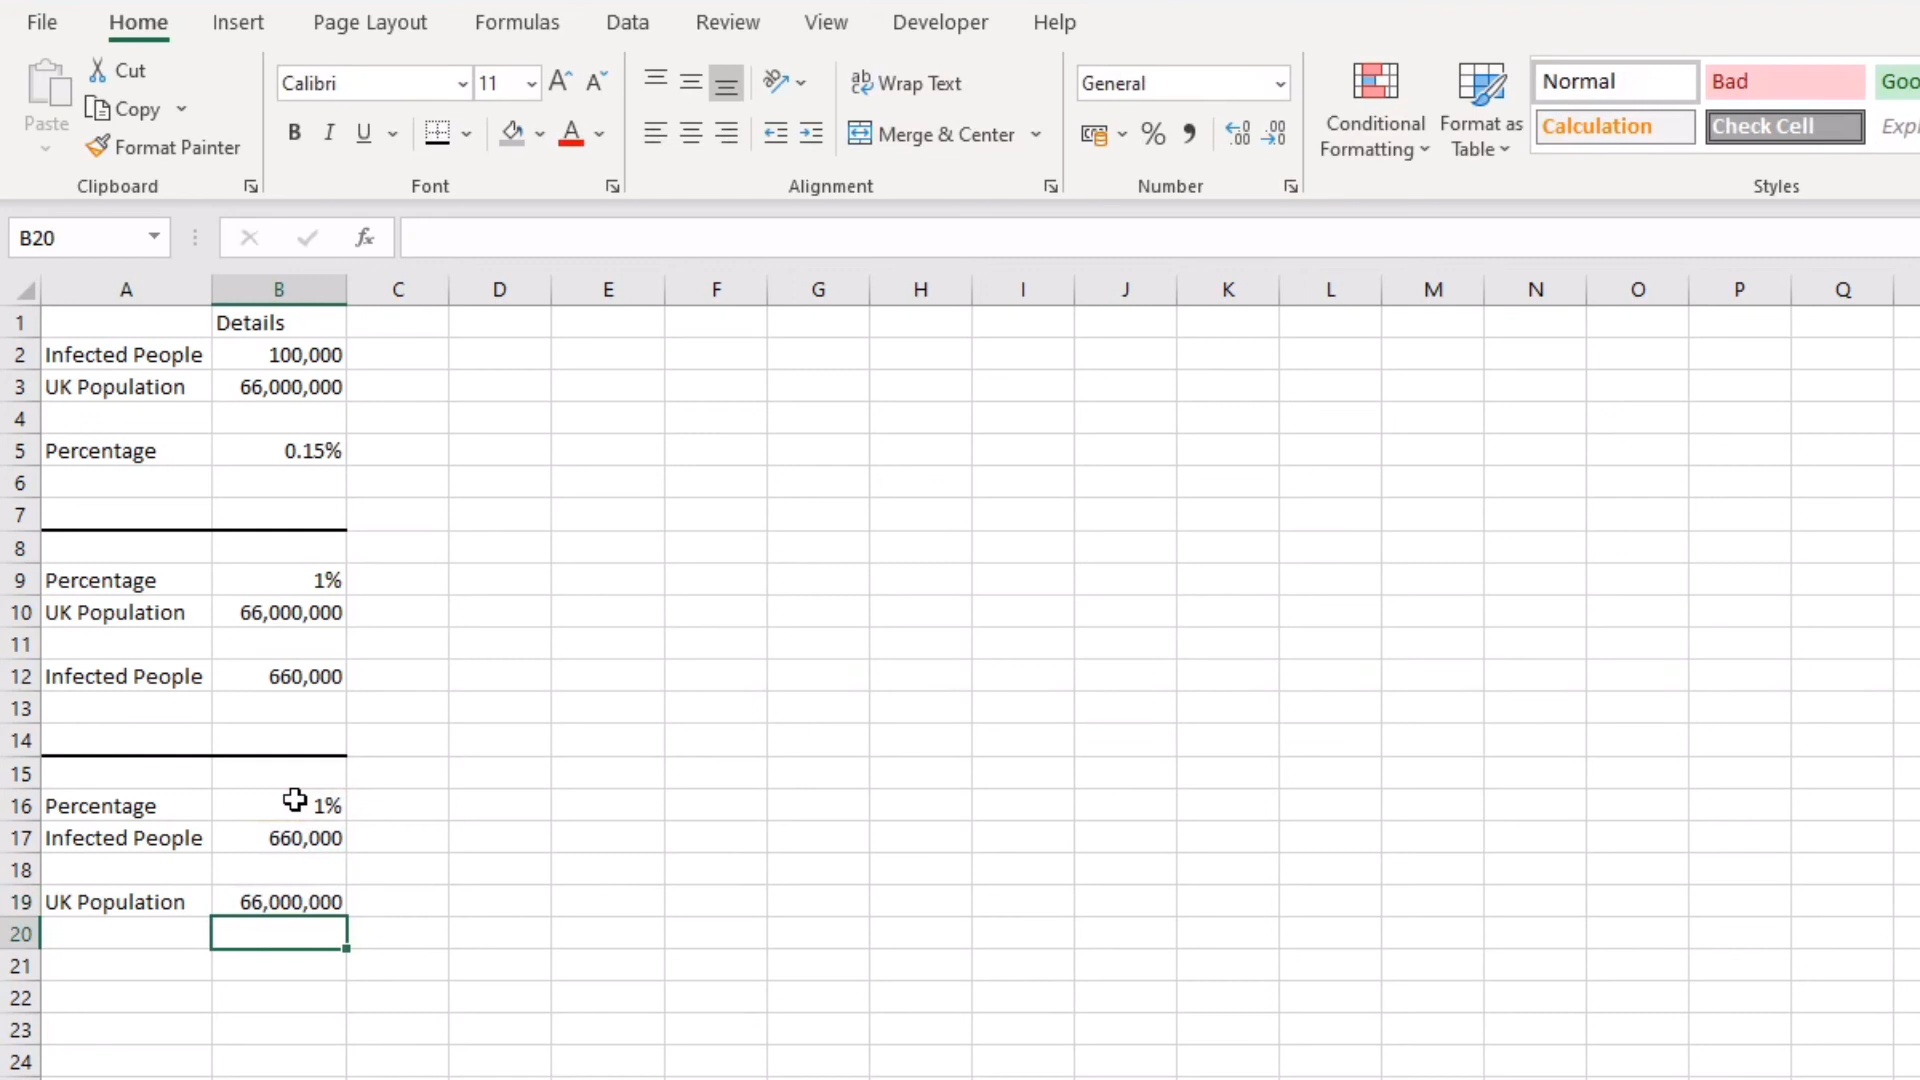 File Home Insert Page Layout Formulas Data Review View Developer Help
Paste
Cut
Copy
Format Painter
Clipboard
Calibri 11 A A
B I U A
Font
ab Wrap Text
Merge & Center
Alignment
General
% 9 .00
Number
Conditional Formatting
Format as Table
Normal Bad Goo
Calculation Check Cell Expl
Styles
B20 fx
A B C D E F G H I J K L M N O P Q
1 Details
2 Infected People 100,000
3 UK Population 66,000,000
4
5 Percentage 0.15%
6
7
8
9 Percentage 1%
10 UK Population 66,000,000
11
12 Infected People 660,000
13
14
15
16 Percentage 1%
17 Infected People 660,000
18
19 UK Population 66,000,000
20
21
22
23
24